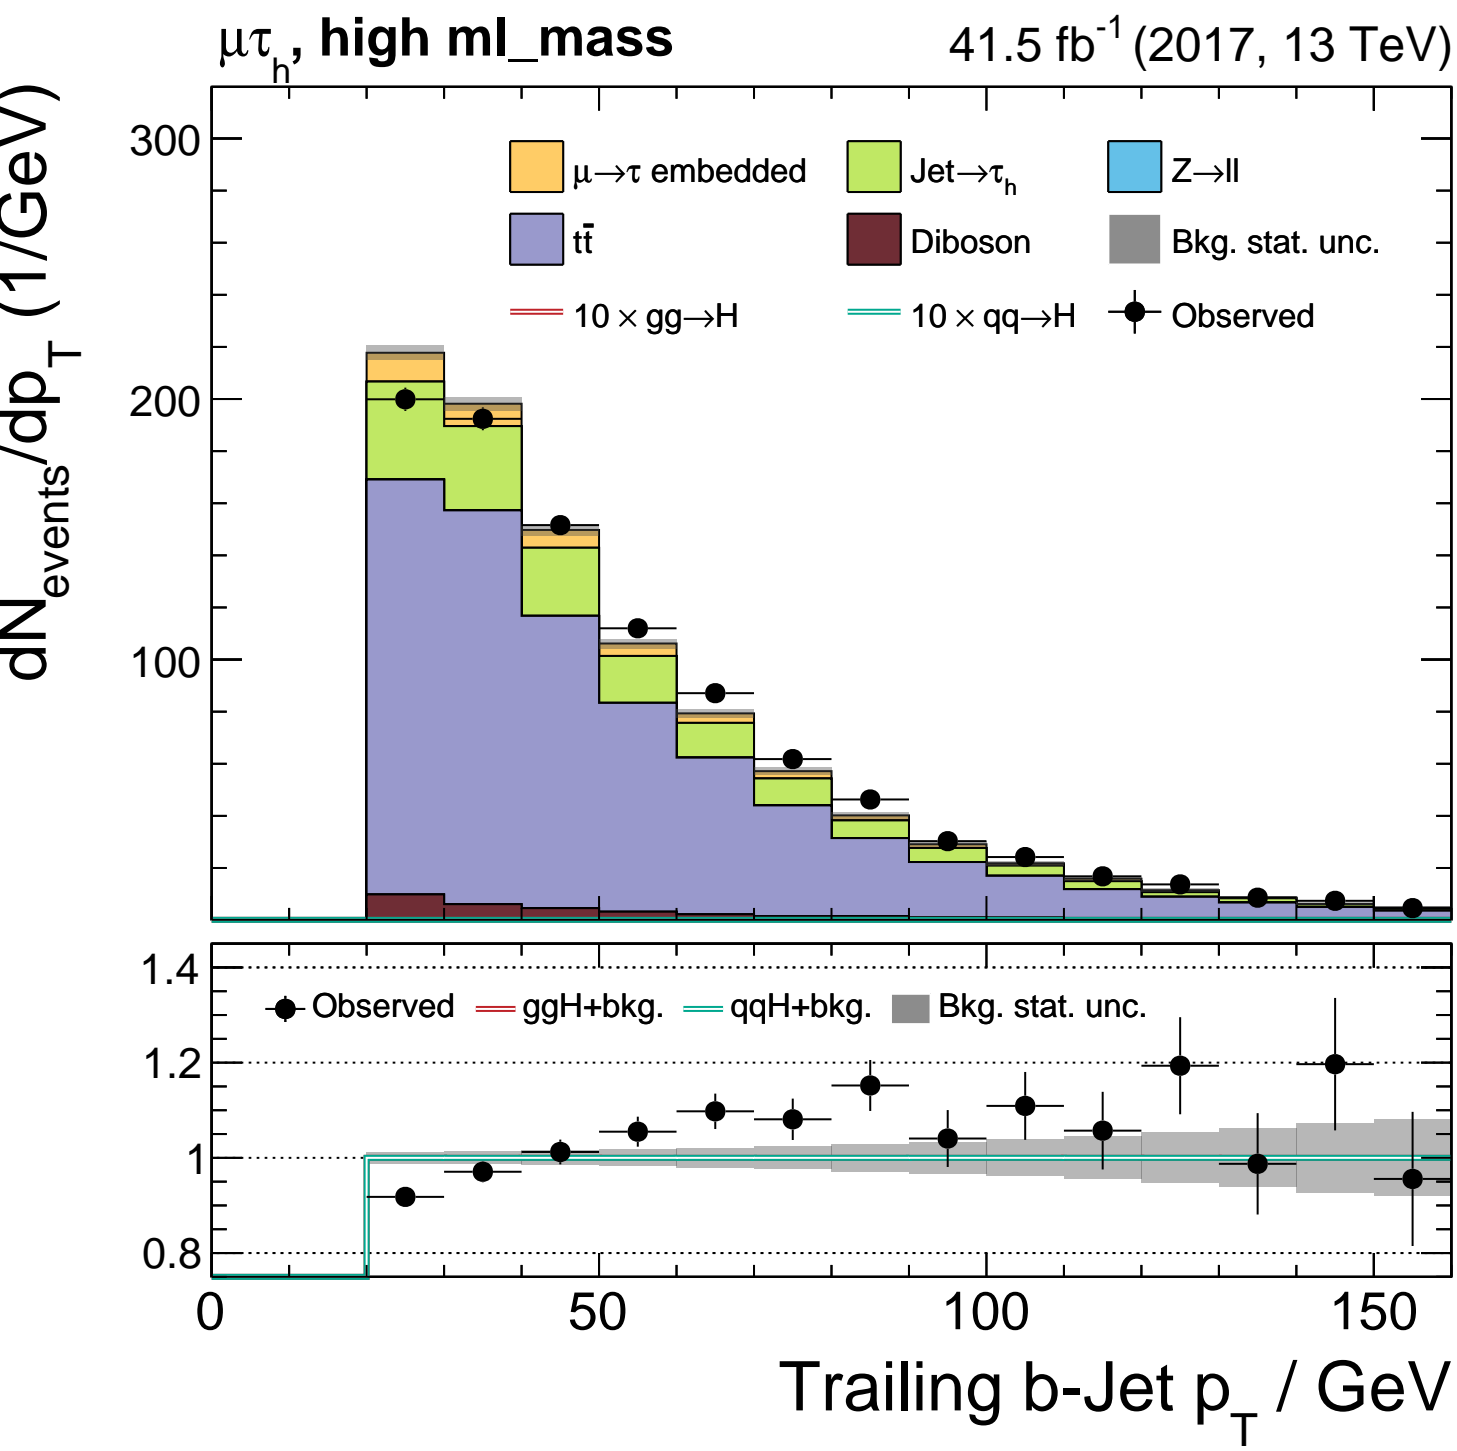 μτh, high ml_mass
41.5 fb-1 (2017, 13 TeV)
dNevents/dpT (1/GeV)
300
200
100
μ→τ embedded
Jet→τh
Z→ll
tt̄
Diboson
Bkg. stat. unc.
10 × gg→H
10 × qq→H
Observed
1.4
1.2
1
0.8
Observed
ggH+bkg.
qqH+bkg.
Bkg. stat. unc.
0
50
100
150
Trailing b-Jet pT / GeV